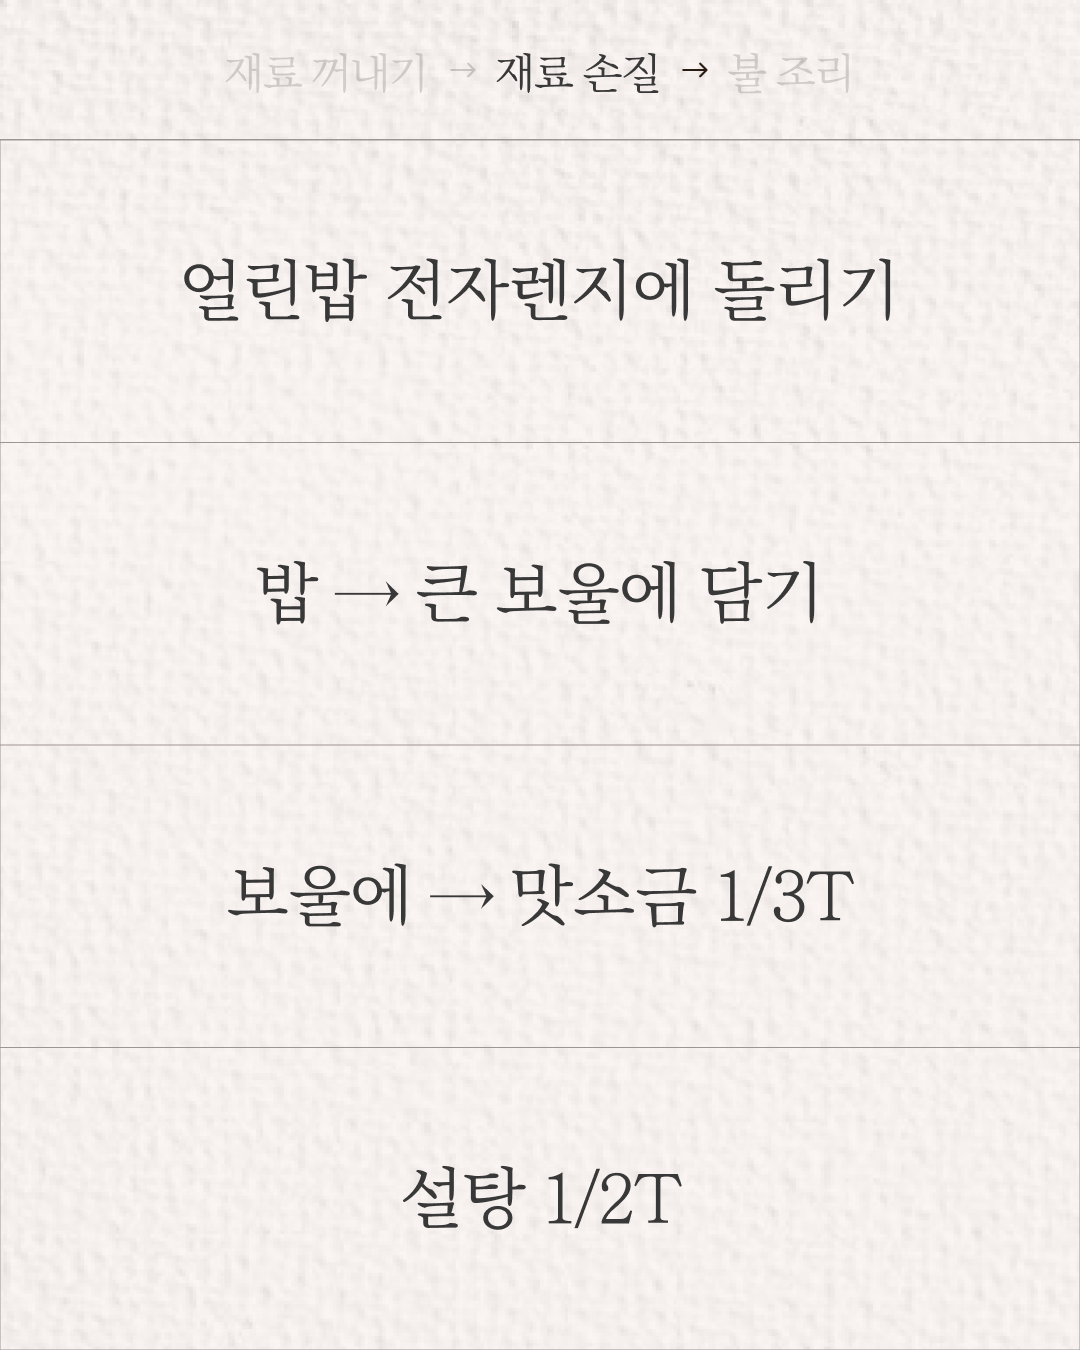 재료 꺼내기 → 재료 손질 → 불 조리
얼린밥 전자렌지에 돌리기
밥 → 큰 보울에 담기
보울에 → 맛소금 1/3T
설탕 1/2T